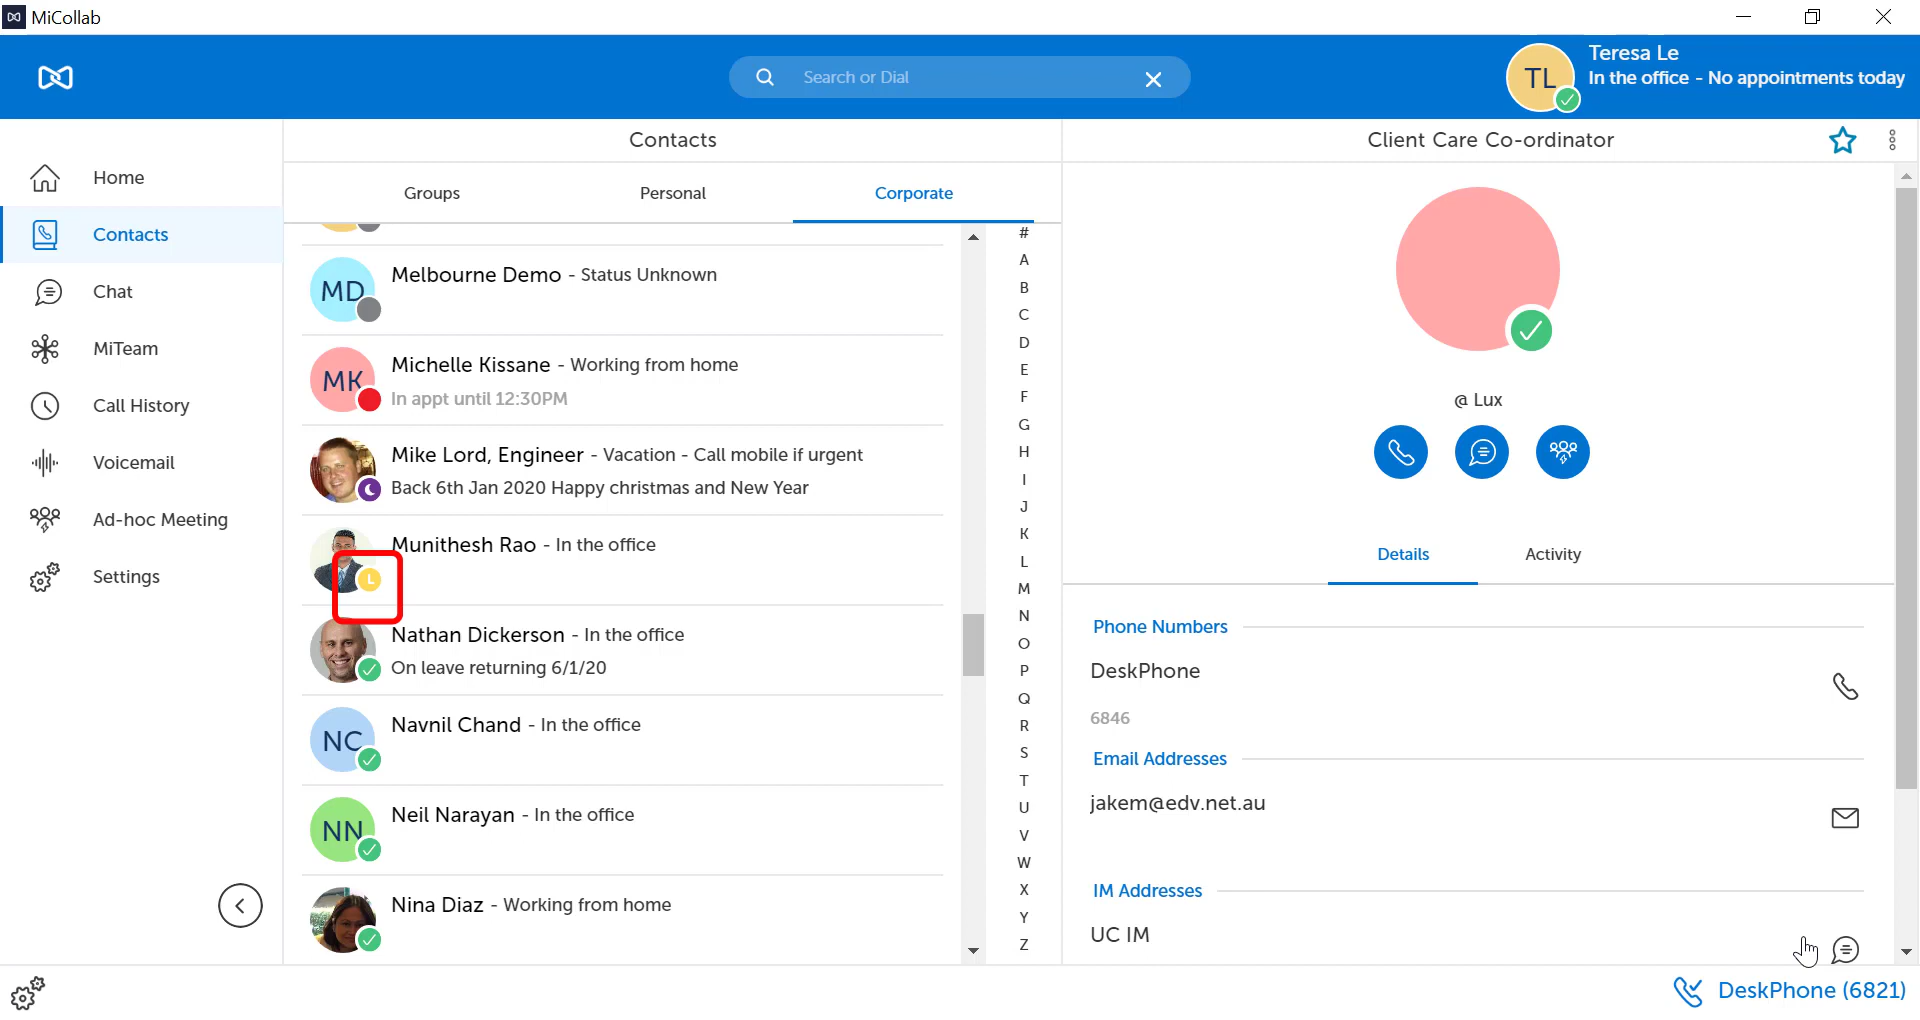 MiCollab
Search or Dial
TL
Teresa Le
In the office - No appointments today
Home
Contacts
Chat
MiTeam
Call History
Voicemail
Ad-hoc Meeting
Settings
Contacts
Groups
Personal
Corporate
MD
Melbourne Demo - Status Unknown
MK
Michelle Kissane - Working from home
In appt until 12:30PM
Mike Lord, Engineer - Vacation - Call mobile if urgent
Back 6th Jan 2020 Happy christmas and New Year
Munithesh Rao - In the office
Nathan Dickerson - In the office
On leave returning 6/1/20
NC
Navnil Chand - In the office
NN
Neil Narayan - In the office
Nina Diaz - Working from home
#
A
B
C
D
E
F
G
H
I
J
K
L
M
N
O
P
Q
R
S
T
U
V
W
X
Y
Z
Client Care Co-ordinator
@ Lux
Details
Activity
Phone Numbers
DeskPhone
6846
Email Addresses
jakem@edv.net.au
IM Addresses
UC IM
DeskPhone (6821)